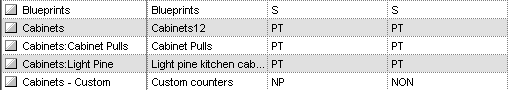 Blueprints Blueprints S S
Cabinets Cabinets12 PT PT
Cabinets:Cabinet Pulls Cabinet Pulls PT PT
Cabinets:Light Pine Light pine kitchen cab... PT PT
Cabinets - Custom Custom counters NP NON